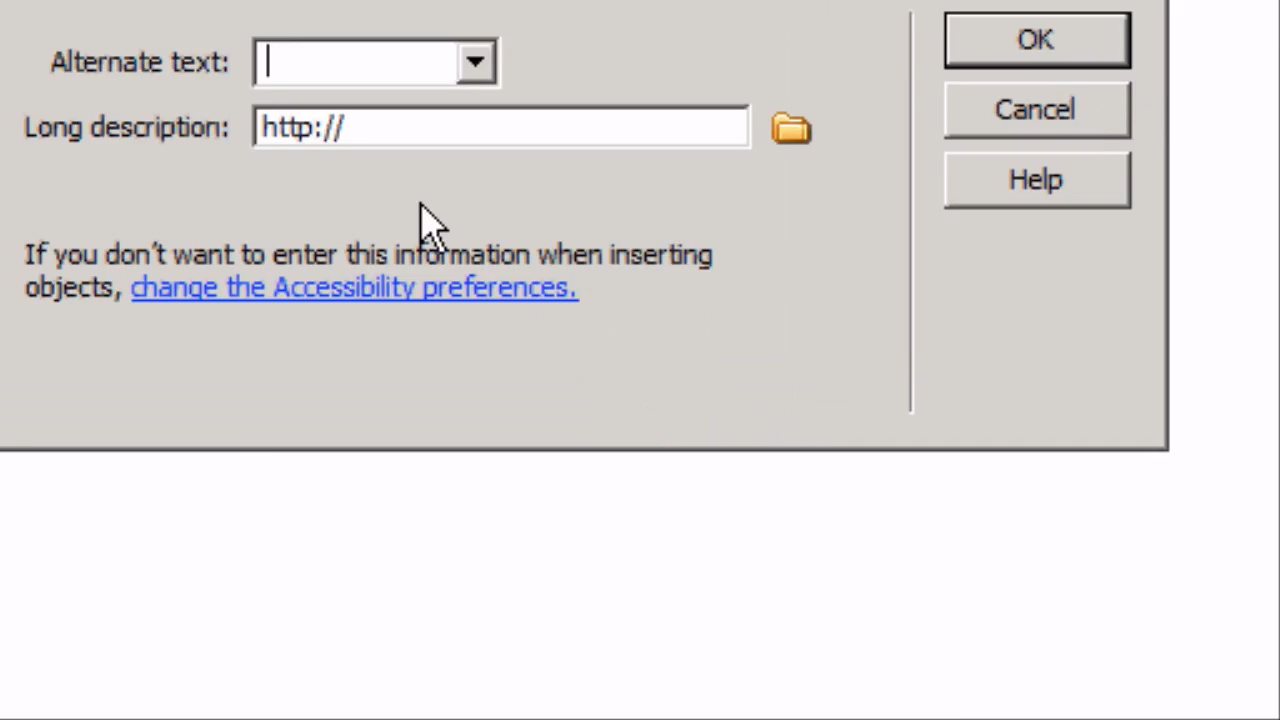 Alternate text:
OK
Long description: http://
Cancel
Help
If you don't want to enter this information when inserting
objects, change the Accessibility preferences.